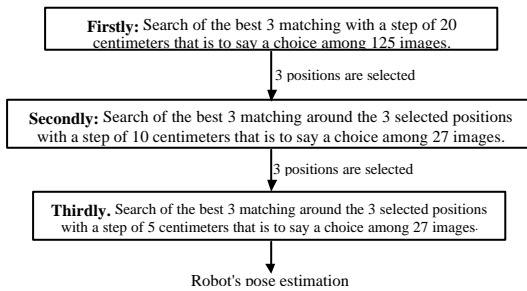 Firstly: Search of the best 3 matching with a step of 20
centimeters that is to say a choice among 125 images.
3 positions are selected
Secondly: Search of the best 3 matching around the 3 selected positions
with a step of 10 centimeters that is to say a choice among 27 images.
3 positions are selected
Thirdly. Search of the best 3 matching around the 3 selected positions
with a step of 5 centimeters that is to say a choice among 27 images.
Robot's pose estimation